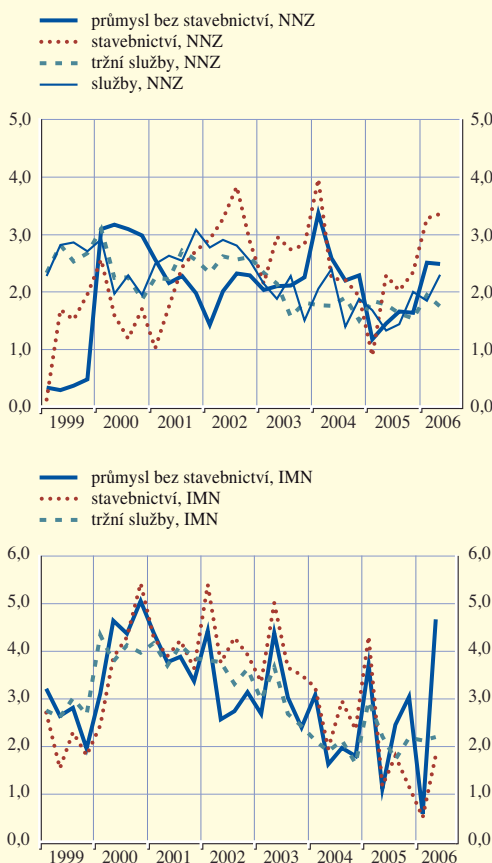 průmysl bez stavebnictví, NNZ
stavebnictví, NNZ
tržní služby, NNZ
služby, NNZ
5,0 5,0
4,0 4,0
3,0 3,0
2,0 2,0
1,0 1,0
0,0 0,0
1999 2000 2001 2002 2003 2004 2005 2006
průmysl bez stavebnictví, IMN
stavebnictví, IMN
tržní služby, IMN
6,0 6,0
5,0 5,0
4,0 4,0
3,0 3,0
2,0 2,0
1,0 1,0
0,0 0,0
1999 2000 2001 2002 2003 2004 2005 2006